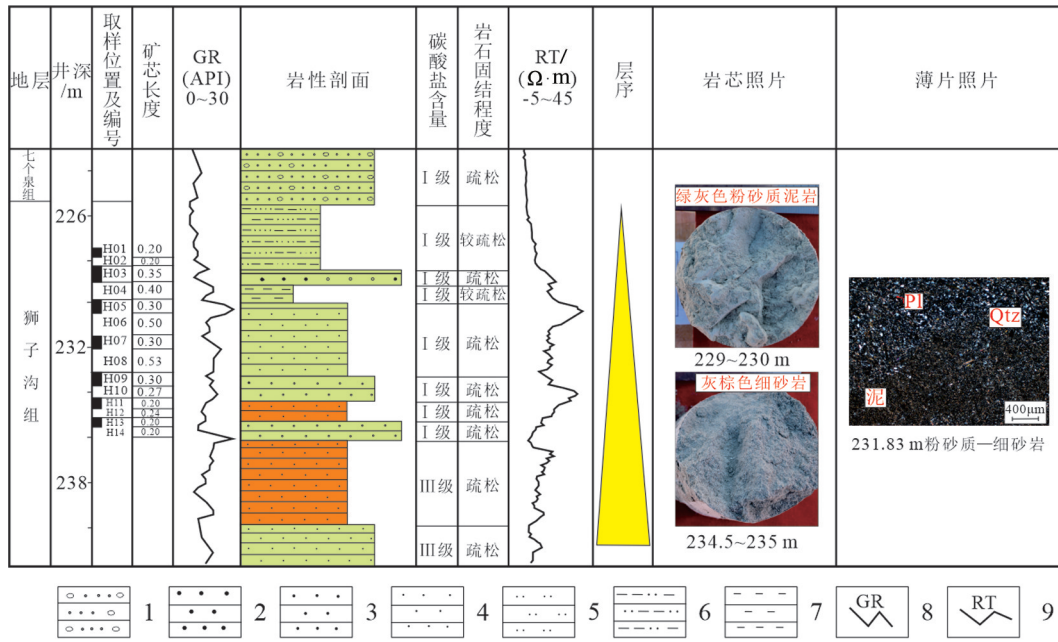 地层
井深
/m
取样位置及编号
矿芯长度
GR
(API)
0~30
岩性剖面
碳酸盐含量
岩石固结程度
RT/
(Ω·m)
-5~45
层序
岩芯照片
薄片照片
七个泉组
狮子沟组
226
232
238
H01 0.20
H02 0.20
H03 0.35
H04 0.40
H05 0.30
H06 0.50
H07 0.30
H08 0.53
H09 0.30
H10 0.27
H11 0.20
H12 0.24
H13 0.20
H14 0.20
I级 疏松
I级 较疏松
I级 疏松
I级 较疏松
I级 疏松
I级 疏松
I级 疏松
I级 疏松
III级 疏松
III级 疏松
绿灰色粉砂质泥岩
229~230 m
灰棕色细砂岩
234.5~235 m
Pl
Qtz
泥
400μm
231.83 m粉砂质—细砂岩
1
2
3
4
5
6
7
GR
8
RT
9